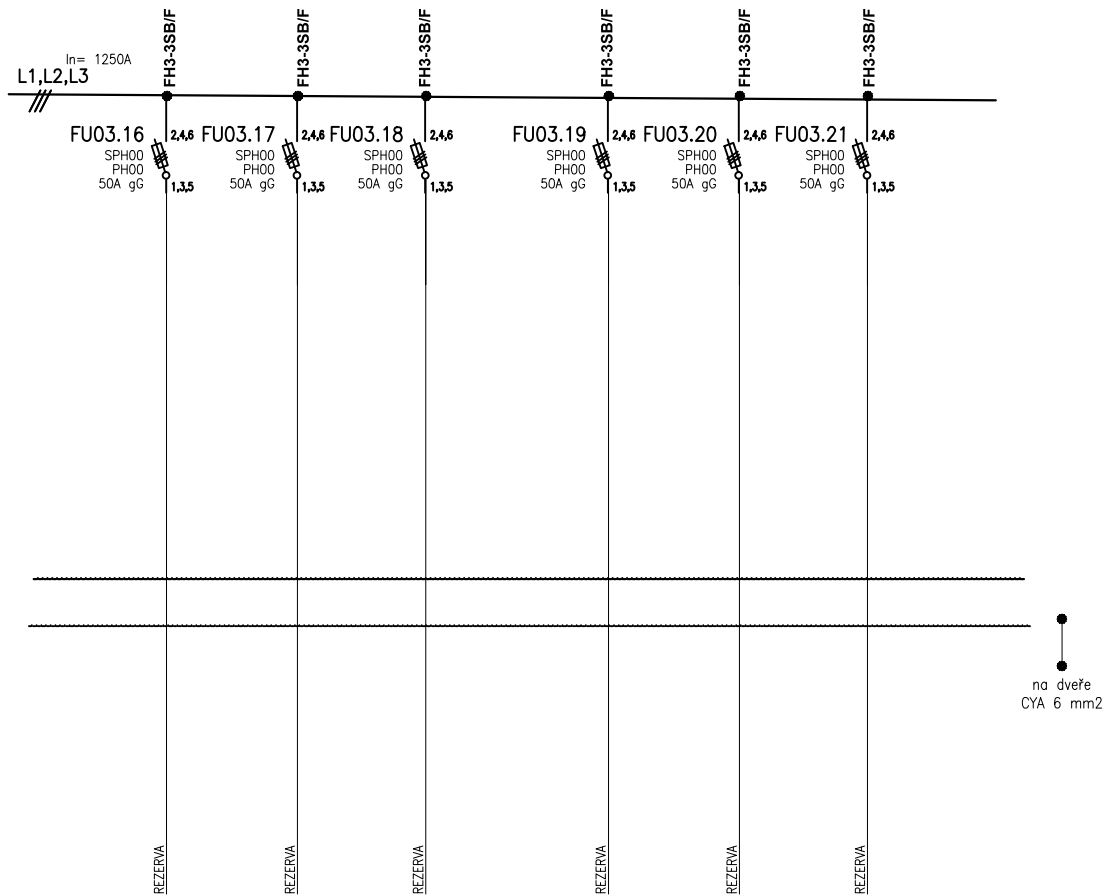 FH3-3SB/F
FH3-3SB/F
FH3-3SB/F
FH3-3SB/F
FH3-3SB/F
FH3-3SB/F
In= 1250A
L1,L2,L3
FU03.16
2,4,6
SPH00
PH00
50A gG
1,3,5
FU03.17
2,4,6
SPH00
PH00
50A gG
1,3,5
FU03.18
2,4,6
SPH00
PH00
50A gG
1,3,5
FU03.19
2,4,6
SPH00
PH00
50A gG
1,3,5
FU03.20
2,4,6
SPH00
PH00
50A gG
1,3,5
FU03.21
2,4,6
SPH00
PH00
50A gG
1,3,5
na dveře
CYA 6 mm2
REZERVA
REZERVA
REZERVA
REZERVA
REZERVA
REZERVA